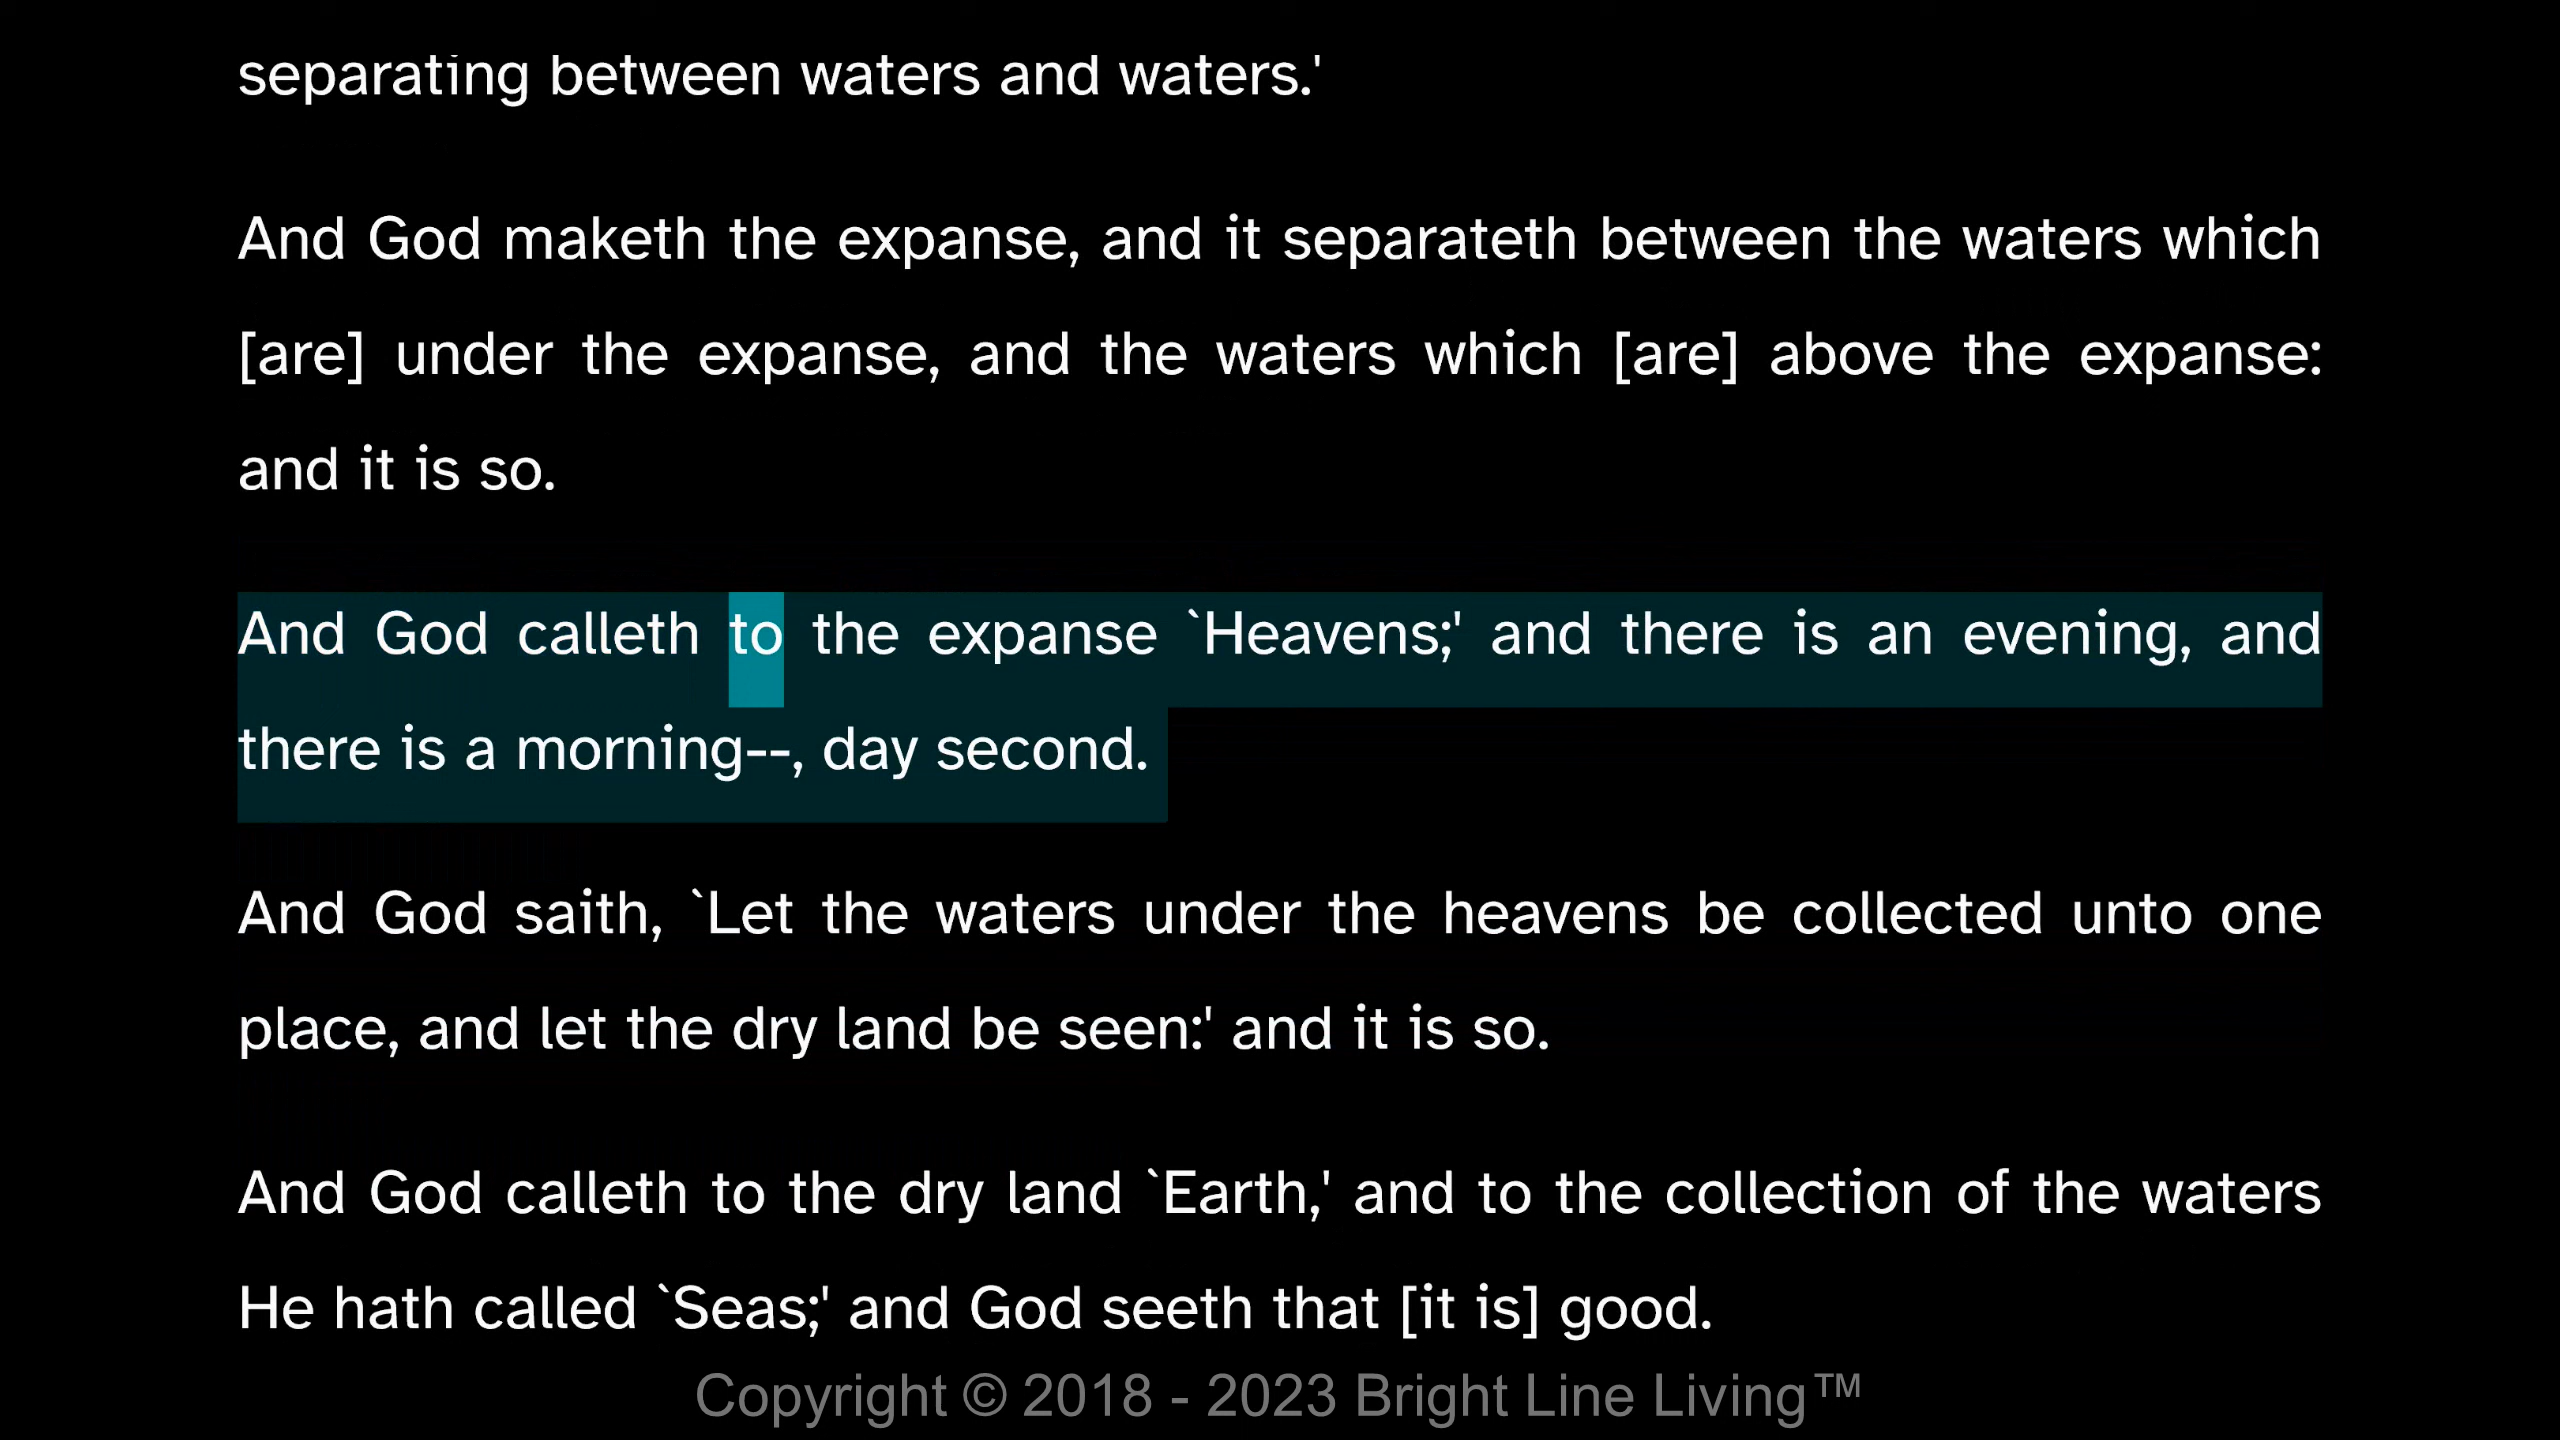 separating between waters and waters.'
And God maketh the expanse, and it separateth between the waters which
[are] under the expanse, and the waters which [are] above the expanse:
and it is so.
And God calleth to the expanse `Heavens;' and there is an evening, and
there is a morning--, day second.
And God saith, `Let the waters under the heavens be collected unto one
place, and let the dry land be seen:' and it is so.
And God calleth to the dry land `Earth,' and to the collection of the waters
He hath called `Seas;' and God seeth that [it is] good.
Copyright © 2018 - 2023 Bright Line Living™